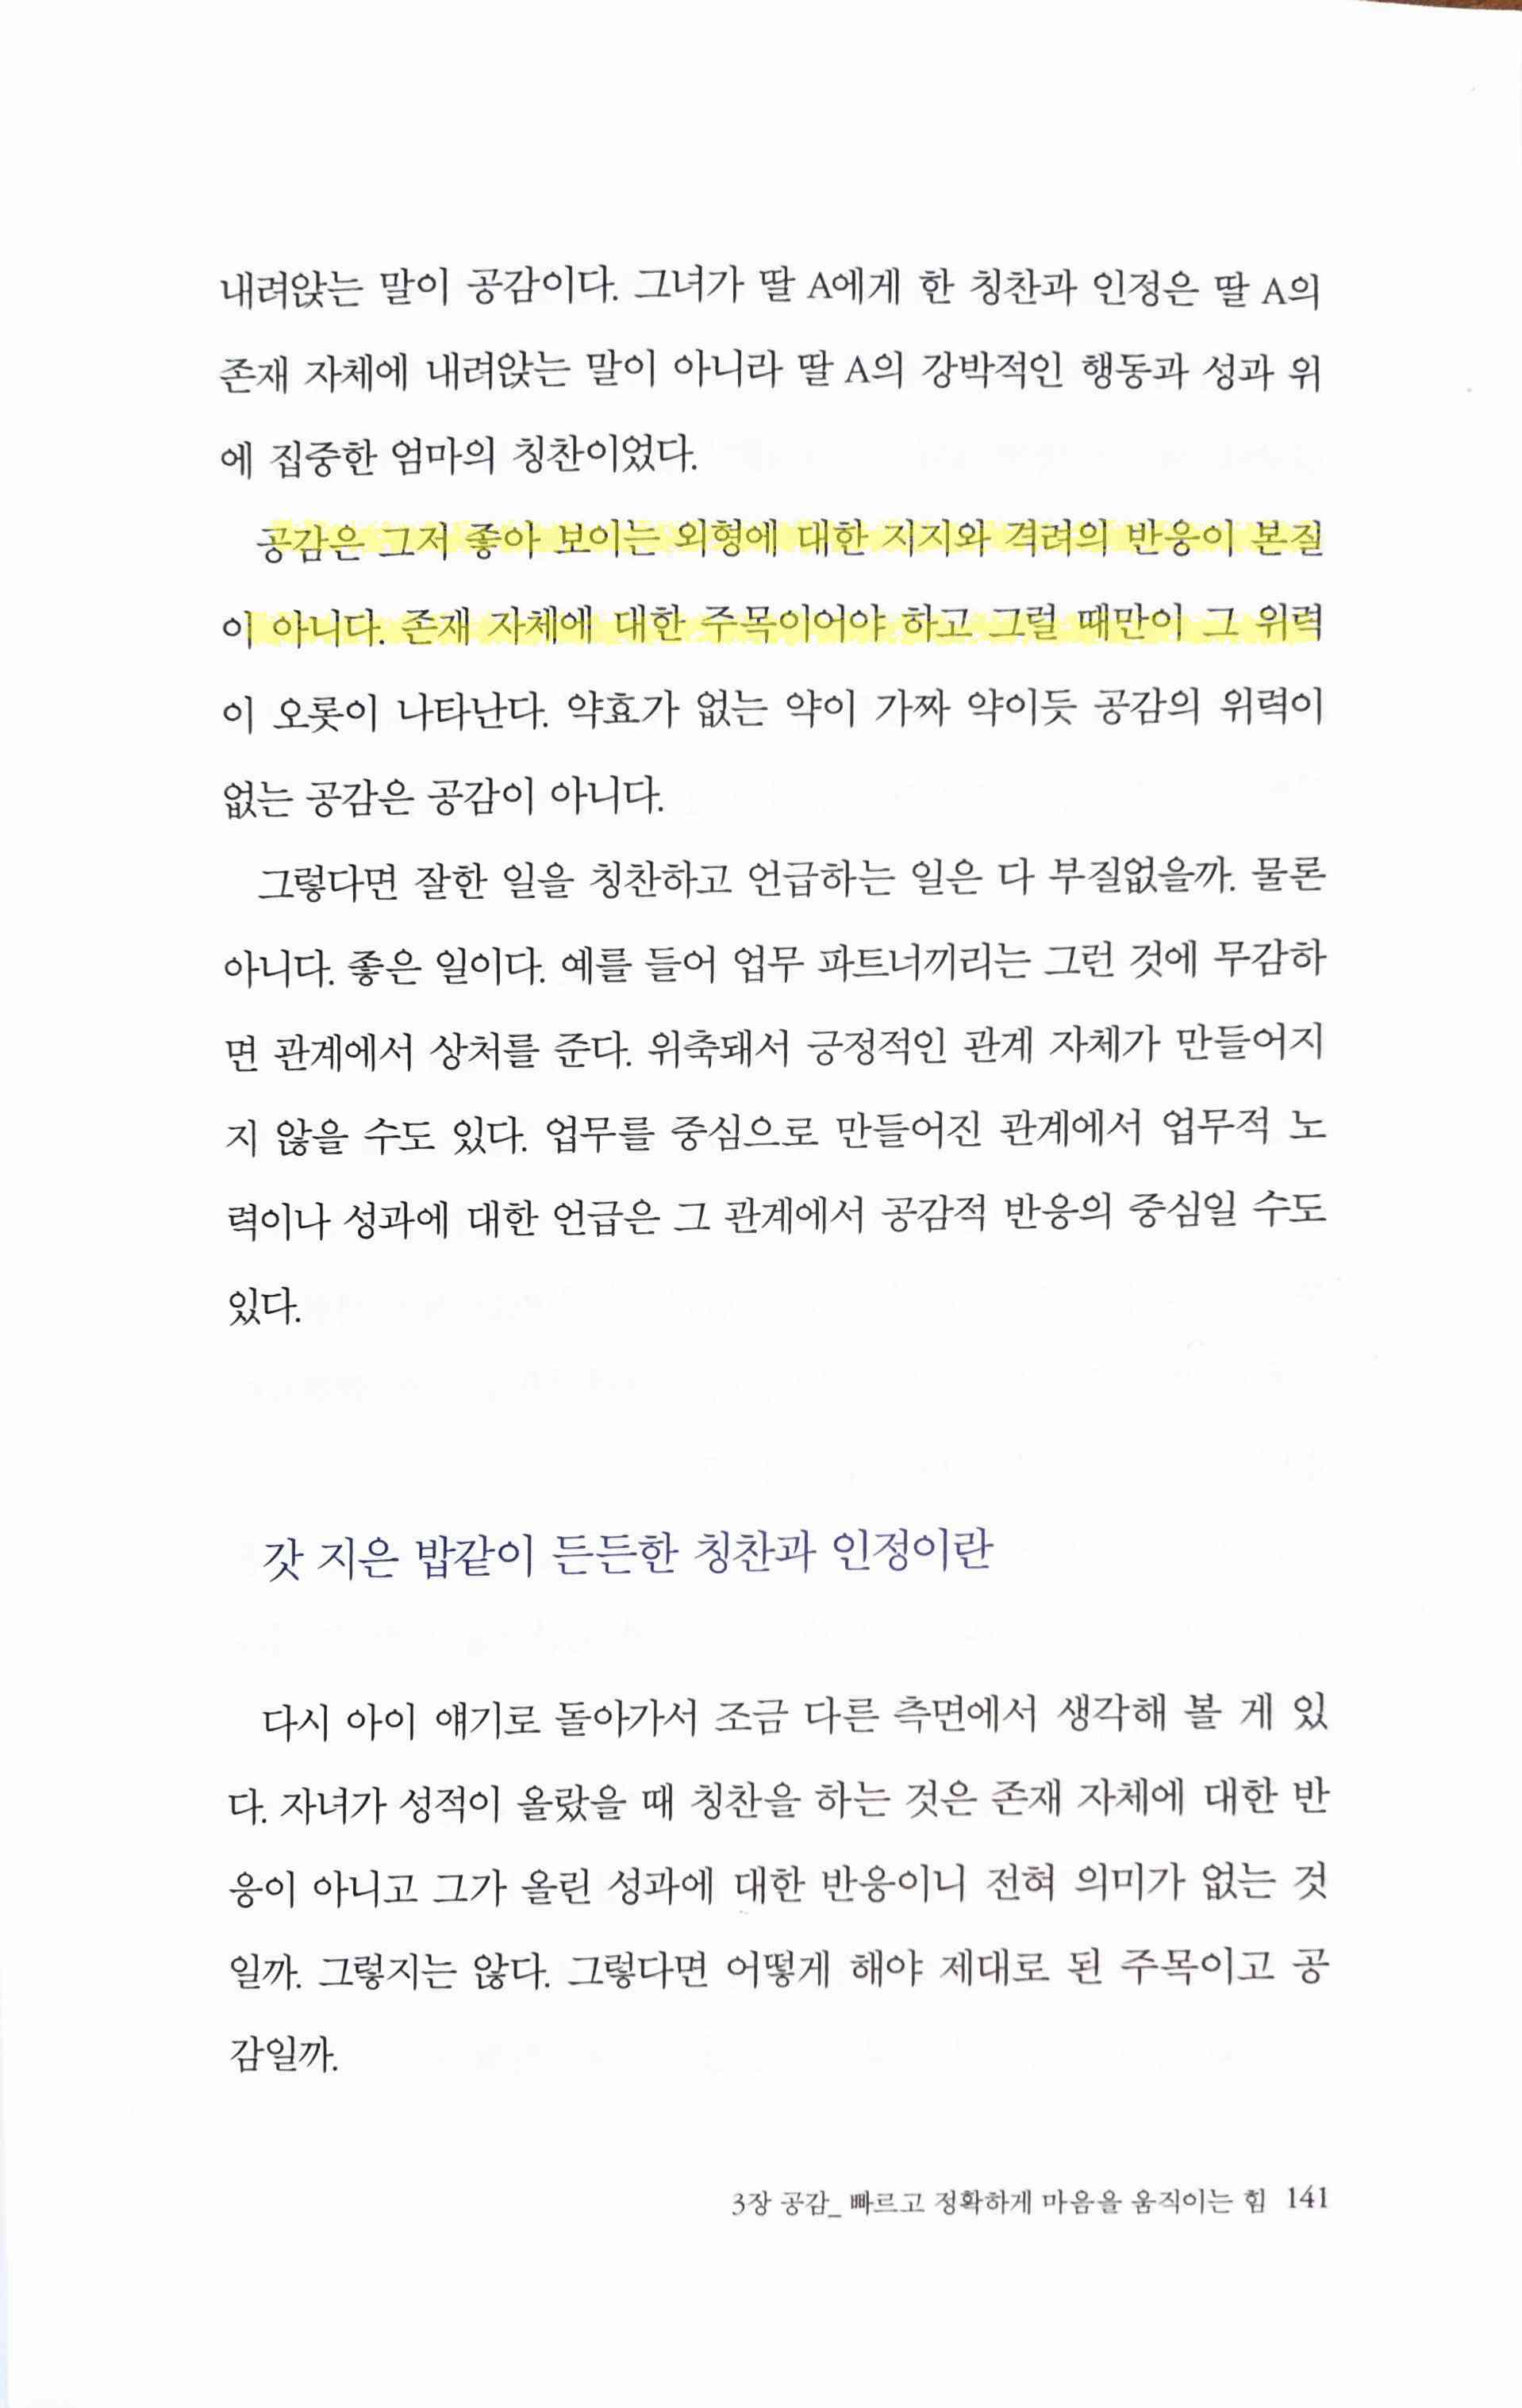 내려앉는 말이 공감이다. 그녀가 딸 A에게 한 칭찬과 인정은 딸 A의
존재 자체에 내려앉는 말이 아니라 딸 A의 강박적인 행동과 성과 위
에 집중한 엄마의 칭찬이었다.
공감은 그저 좋아 보이는 외형에 대한 지지와 격려의 반응이 본질
이 아니다. 존재 자체에 대한 주목이어야 하고 그럴 때만이 그 위력
이 오롯이 나타난다. 약효가 없는 약이 가짜 약이듯 공감의 위력이
없는 공감은 공감이 아니다.
그렇다면 잘한 일을 칭찬하고 언급하는 일은 다 부질없을까. 물론
아니다. 좋은 일이다. 예를 들어 업무 파트너끼리는 그런 것에 무감하
면 관계에서 상처를 준다. 위축돼서 긍정적인 관계 자체가 만들어지
지 않을 수도 있다. 업무를 중심으로 만들어진 관계에서 업무적 노
력이나 성과에 대한 언급은 그 관계에서 공감적 반응의 중심일 수도
있다.
갓 지은 밥같이 든든한 칭찬과 인정이란
다시 아이 얘기로 돌아가서 조금 다른 측면에서 생각해 볼 게 있
다. 자녀가 성적이 올랐을 때 칭찬을 하는 것은 존재 자체에 대한 반
응이 아니고 그가 올린 성과에 대한 반응이니 전혀 의미가 없는 것
일까. 그렇지는 않다. 그렇다면 어떻게 해야 제대로 된 주목이고 공
감일까.
3장 공감_ 빠르고 정확하게 마음을 움직이는 힘 141